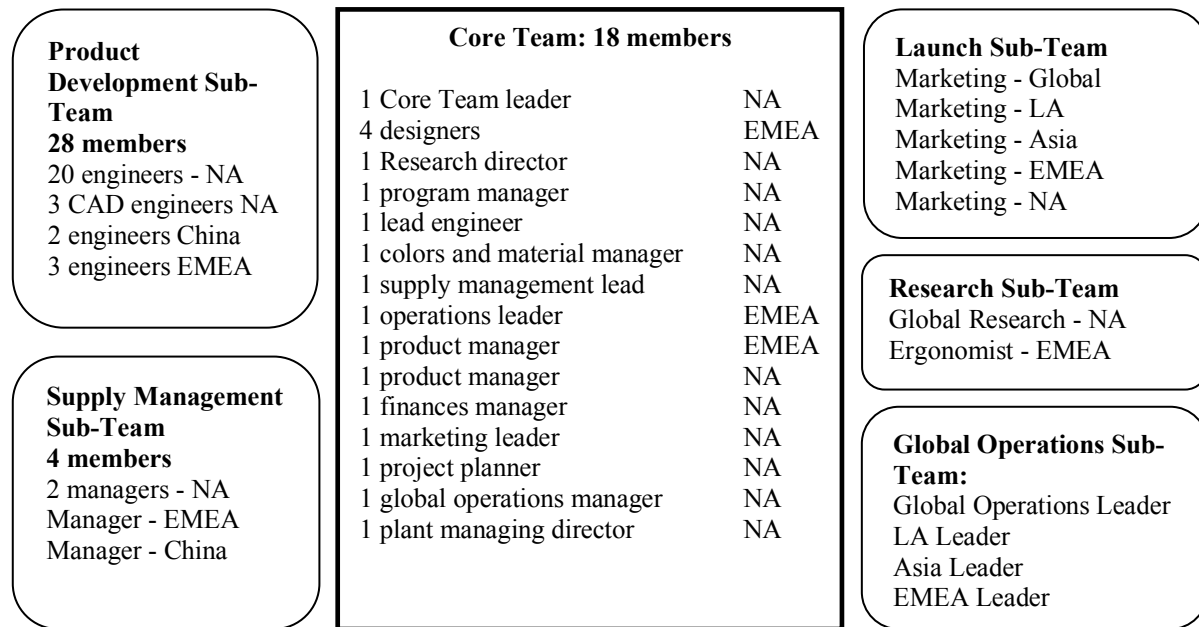 Product
Development Sub-
Team
28 members
20 engineers - NA
3 CAD engineers NA
2 engineers China
3 engineers EMEA
Supply Management
Sub-Team
4 members
2 managers - NA
Manager - EMEA
Manager - China
Core Team: 18 members
1 Core Team leader NA
4 designers EMEA
1 Research director NA
1 program manager NA
1 lead engineer NA
1 colors and material manager NA
1 supply management lead NA
1 operations leader EMEA
1 product manager EMEA
1 product manager NA
1 finances manager NA
1 marketing leader NA
1 project planner NA
1 global operations manager NA
1 plant managing director NA
Launch Sub-Team
Marketing - Global
Marketing - LA
Marketing - Asia
Marketing - EMEA
Marketing - NA
Research Sub-Team
Global Research - NA
Ergonomist - EMEA
Global Operations Sub-
Team:
Global Operations Leader
LA Leader
Asia Leader
EMEA Leader